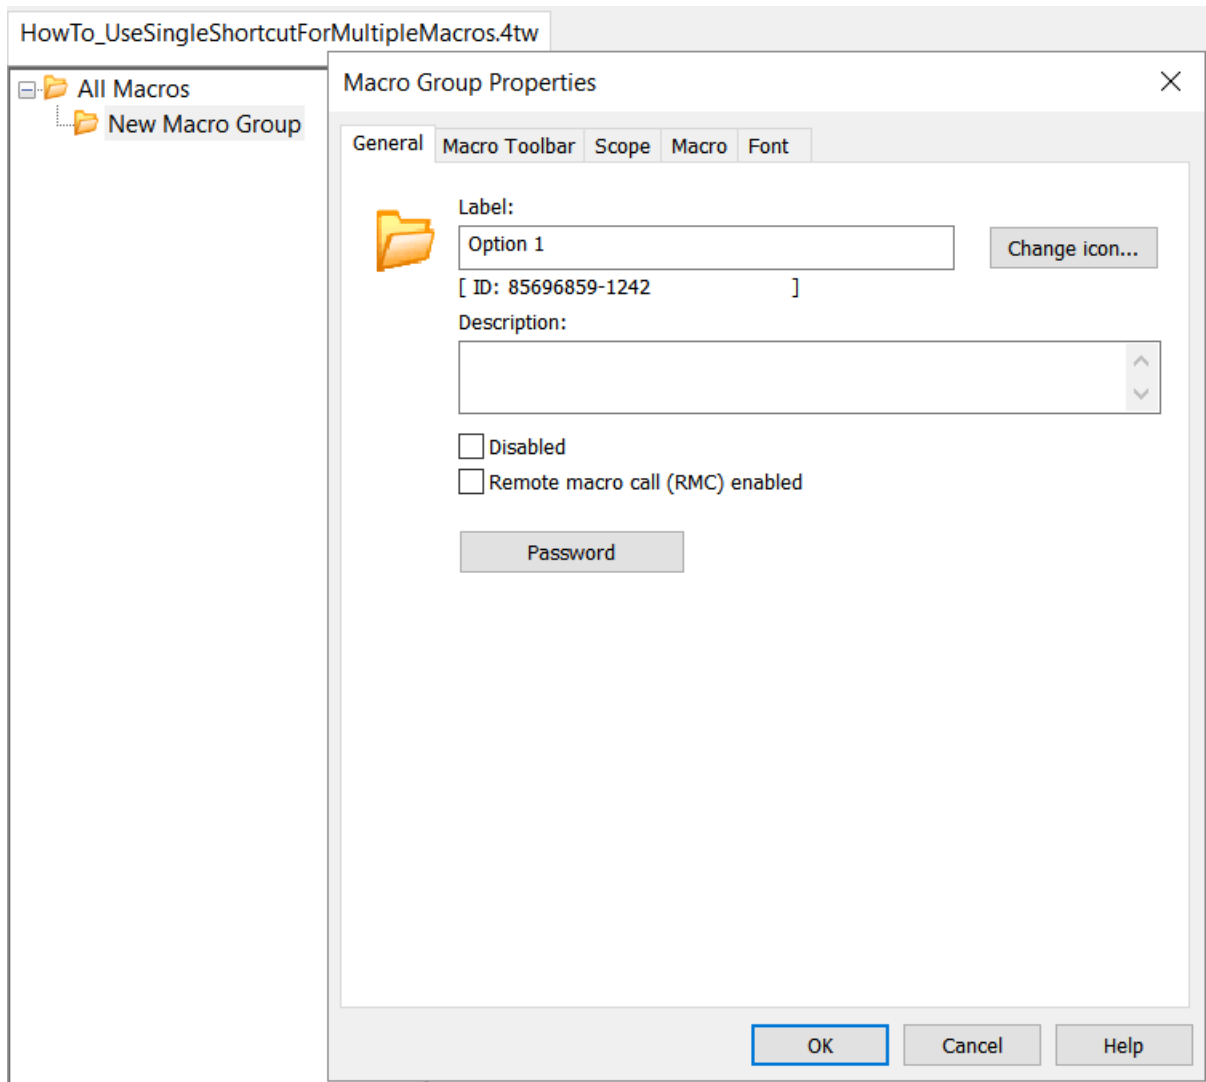 HowTo_UseSingleShortcutForMultipleMacros.4tw
All Macros
New Macro Group
Macro Group Properties
General Macro Toolbar Scope Macro Font
Label:
Option 1
Change icon...
[ ID: 85696859-1242 ]
Description:
Disabled
Remote macro call (RMC) enabled
Password
OK Cancel Help